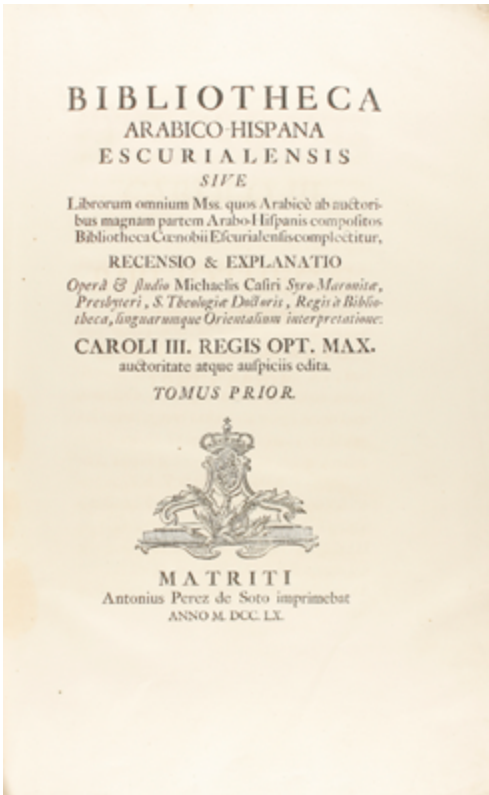 BIBLIOTHECA
ARABICO-HISPANA
ESCURIALENSIS
SIVE
Librorum omnium Mss. quos Arabicè ab auctori-
bus magnam partem Arabo-Hiſpanis compoſitos
Bibliotheca Cœnobii Eſcurialenſis complectitur,
RECENSIO & EXPLANATIO
Operâ & ſtudio Michaelis Caſiri Syro-Maronitæ,
Presbyteri, S. Theologiæ Doctoris, Regis à Biblio-
theca, linguarumque Orientalium interpretatione:
CAROLI III. REGIS OPT. MAX.
auctoritate atque auſpiciis edita.
TOMUS PRIOR.
MATRITI
Antonius Perez de Soto imprimebat
ANNO M. DCC. LX.